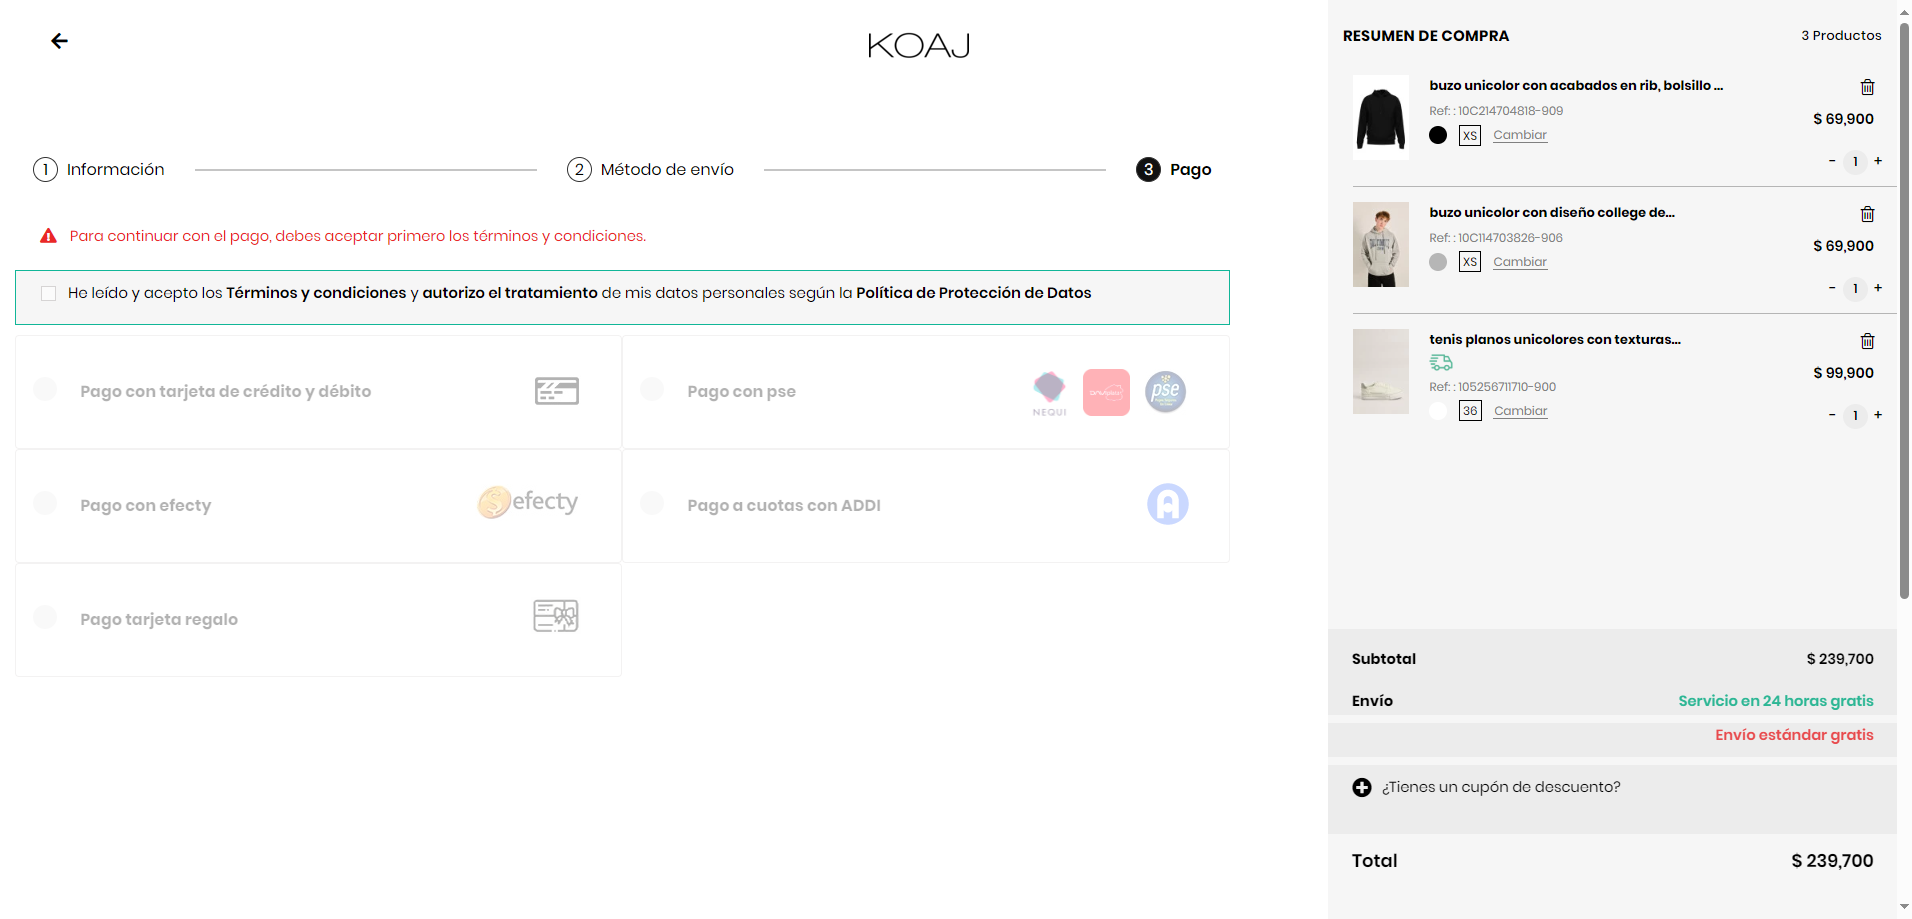 KOAJ
1 Información
2 Método de envío
3 Pago
Para continuar con el pago, debes aceptar primero los términos y condiciones.
He leído y acepto los Términos y condiciones y autorizo el tratamiento de mis datos personales según la Política de Protección de Datos
Pago con tarjeta de crédito y débito
Pago con pse
NEQUI
pse
Pago con efecty
efecty
Pago a cuotas con ADDI
Pago tarjeta regalo
RESUMEN DE COMPRA
3 Productos
buzo unicolor con acabados en rib, bolsillo ...
Ref: : 10C214704818-909
$ 69,900
XS Cambiar
- 1 +
buzo unicolor con diseño college de...
Ref: : 10C114703826-906
$ 69,900
XS Cambiar
- 1 +
tenis planos unicolores con texturas...
$ 99,900
Ref: : 105256711710-900
36 Cambiar
- 1 +
Subtotal $ 239,700
Envío Servicio en 24 horas gratis
Envío estándar gratis
¿Tienes un cupón de descuento?
Total $ 239,700